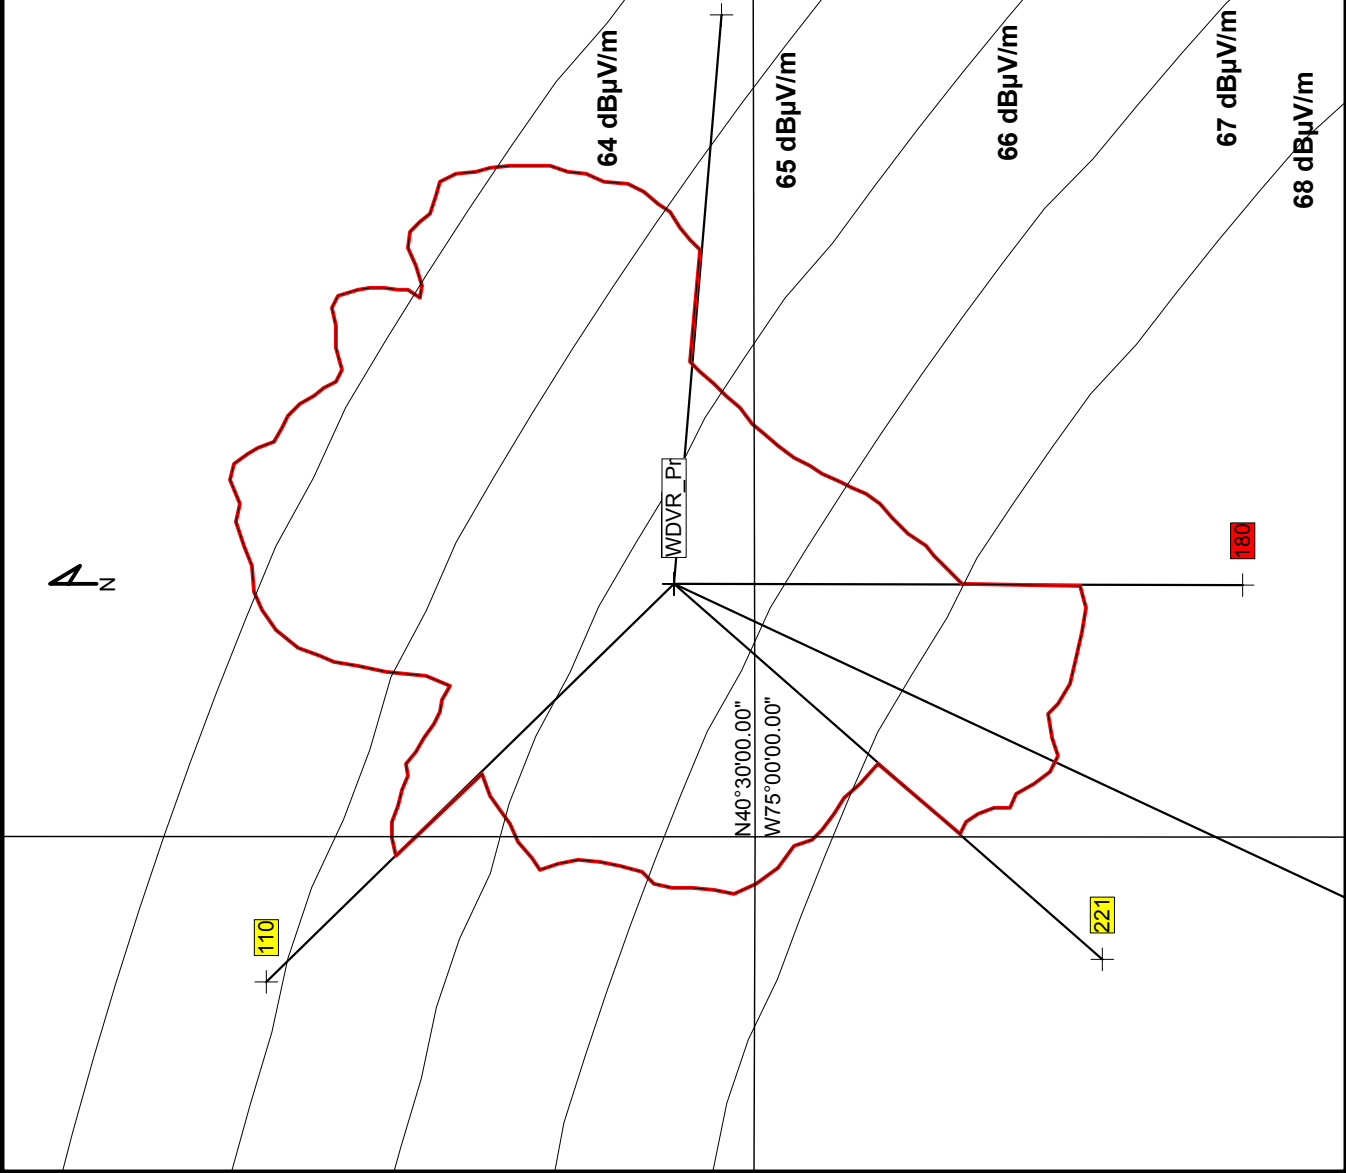 64 dBµV/m
65 dBµV/m
66 dBµV/m
67 dBµV/m
68 dBµV/m
WDVR_Pr
N
180
N40°30'00.00"
W75°00'00.00"
110
221